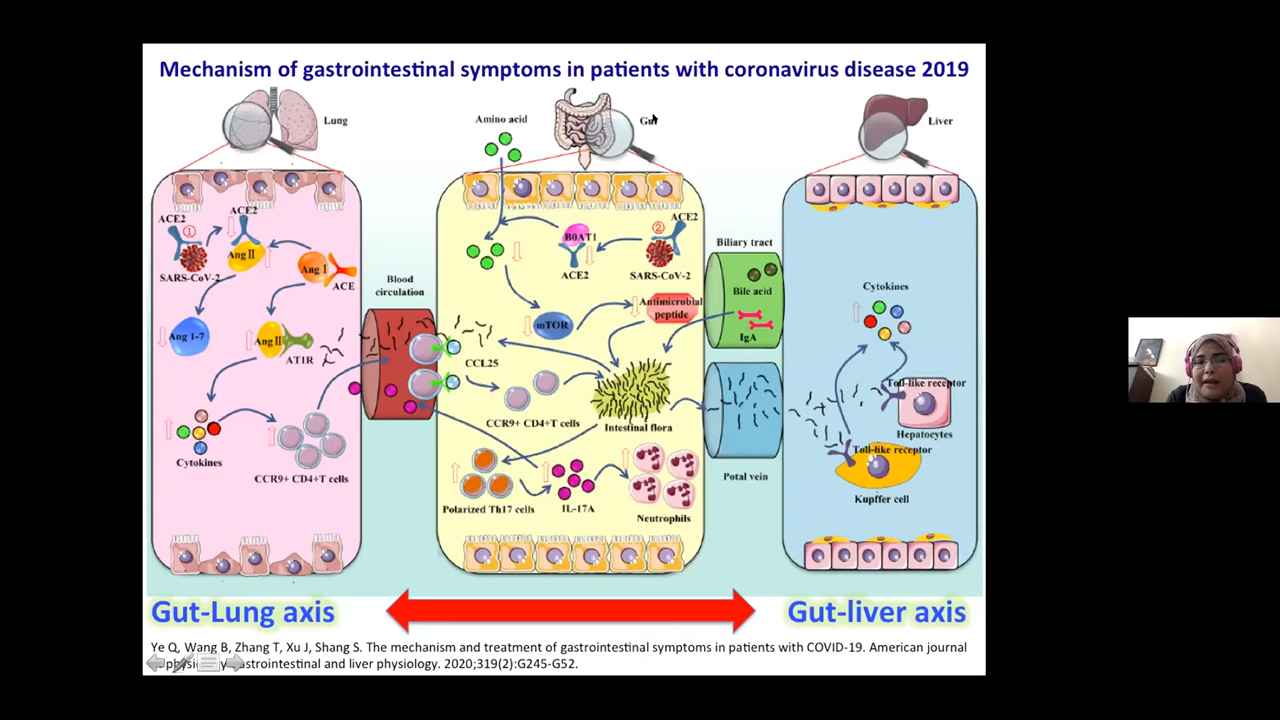 Mechanism of gastrointestinal symptoms in patients with coronavirus disease 2019
Lung
Amino acid
Gut
Liver
ACE2
①
ACE2
SARS-CoV-2
Ang II
Ang I
ACE
Ang 1-7
Ang II
AT1R
Cytokines
CCR9+ CD4+T cells
Blood
circulation
B0AT1
ACE2
②
ACE2
SARS-CoV-2
mTOR
Antimicrobial
peptide
CCL25
CCR9+ CD4+T cells
Intestinal flora
Polarized Th17 cells
IL-17A
Neutrophils
Biliary tract
Bile acid
IgA
Potal vein
Cytokines
Toll-like receptor
Hepatocytes
Toll-like receptor
Kupffer cell
Gut-Lung axis
Gut-liver axis
Ye Q, Wang B, Zhang T, Xu J, Shang S. The mechanism and treatment of gastrointestinal symptoms in patients with COVID-19. American journal
gastrointestinal and liver physiology. 2020;319(2):G245-G52.